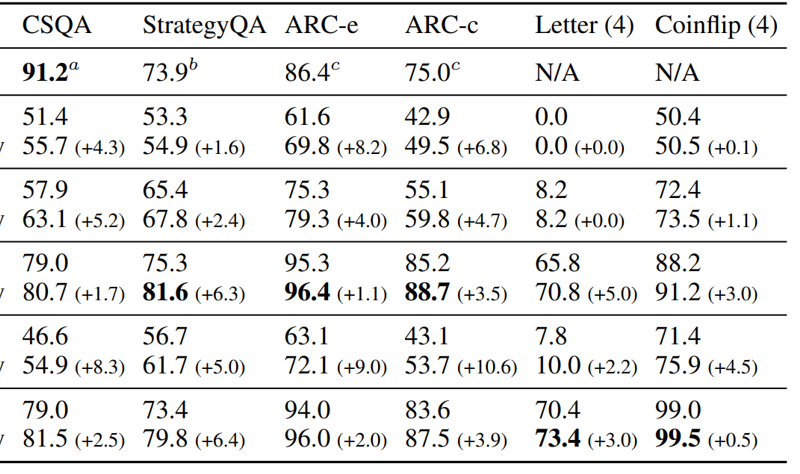 CSQA StrategyQA ARC-e ARC-c Letter (4) Coinflip (4)
91.2ᵃ 73.9ᵇ 86.4ᶜ 75.0ᶜ N/A N/A
51.4 53.3 61.6 42.9 0.0 50.4
y 55.7 (+4.3) 54.9 (+1.6) 69.8 (+8.2) 49.5 (+6.8) 0.0 (+0.0) 50.5 (+0.1)
57.9 65.4 75.3 55.1 8.2 72.4
y 63.1 (+5.2) 67.8 (+2.4) 79.3 (+4.0) 59.8 (+4.7) 8.2 (+0.0) 73.5 (+1.1)
79.0 75.3 95.3 85.2 65.8 88.2
y 80.7 (+1.7) 81.6 (+6.3) 96.4 (+1.1) 88.7 (+3.5) 70.8 (+5.0) 91.2 (+3.0)
46.6 56.7 63.1 43.1 7.8 71.4
y 54.9 (+8.3) 61.7 (+5.0) 72.1 (+9.0) 53.7 (+10.6) 10.0 (+2.2) 75.9 (+4.5)
79.0 73.4 94.0 83.6 70.4 99.0
y 81.5 (+2.5) 79.8 (+6.4) 96.0 (+2.0) 87.5 (+3.9) 73.4 (+3.0) 99.5 (+0.5)